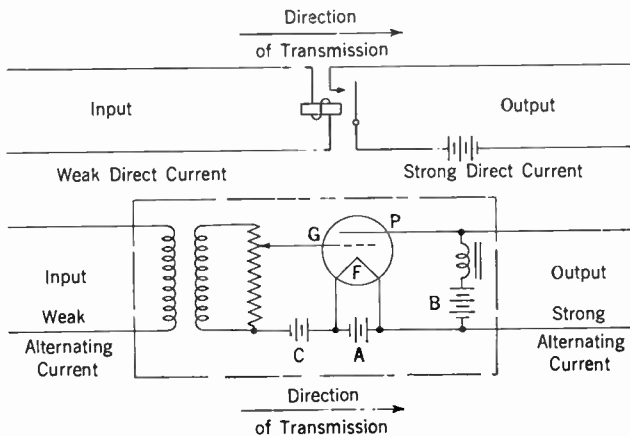 Direction
of Transmission
Input
Output
Weak Direct Current
Strong Direct Current
G
P
F
Input
B
Output
Weak
Strong
Alternating
Current
C
A
Alternating
Current
Direction
of Transmission